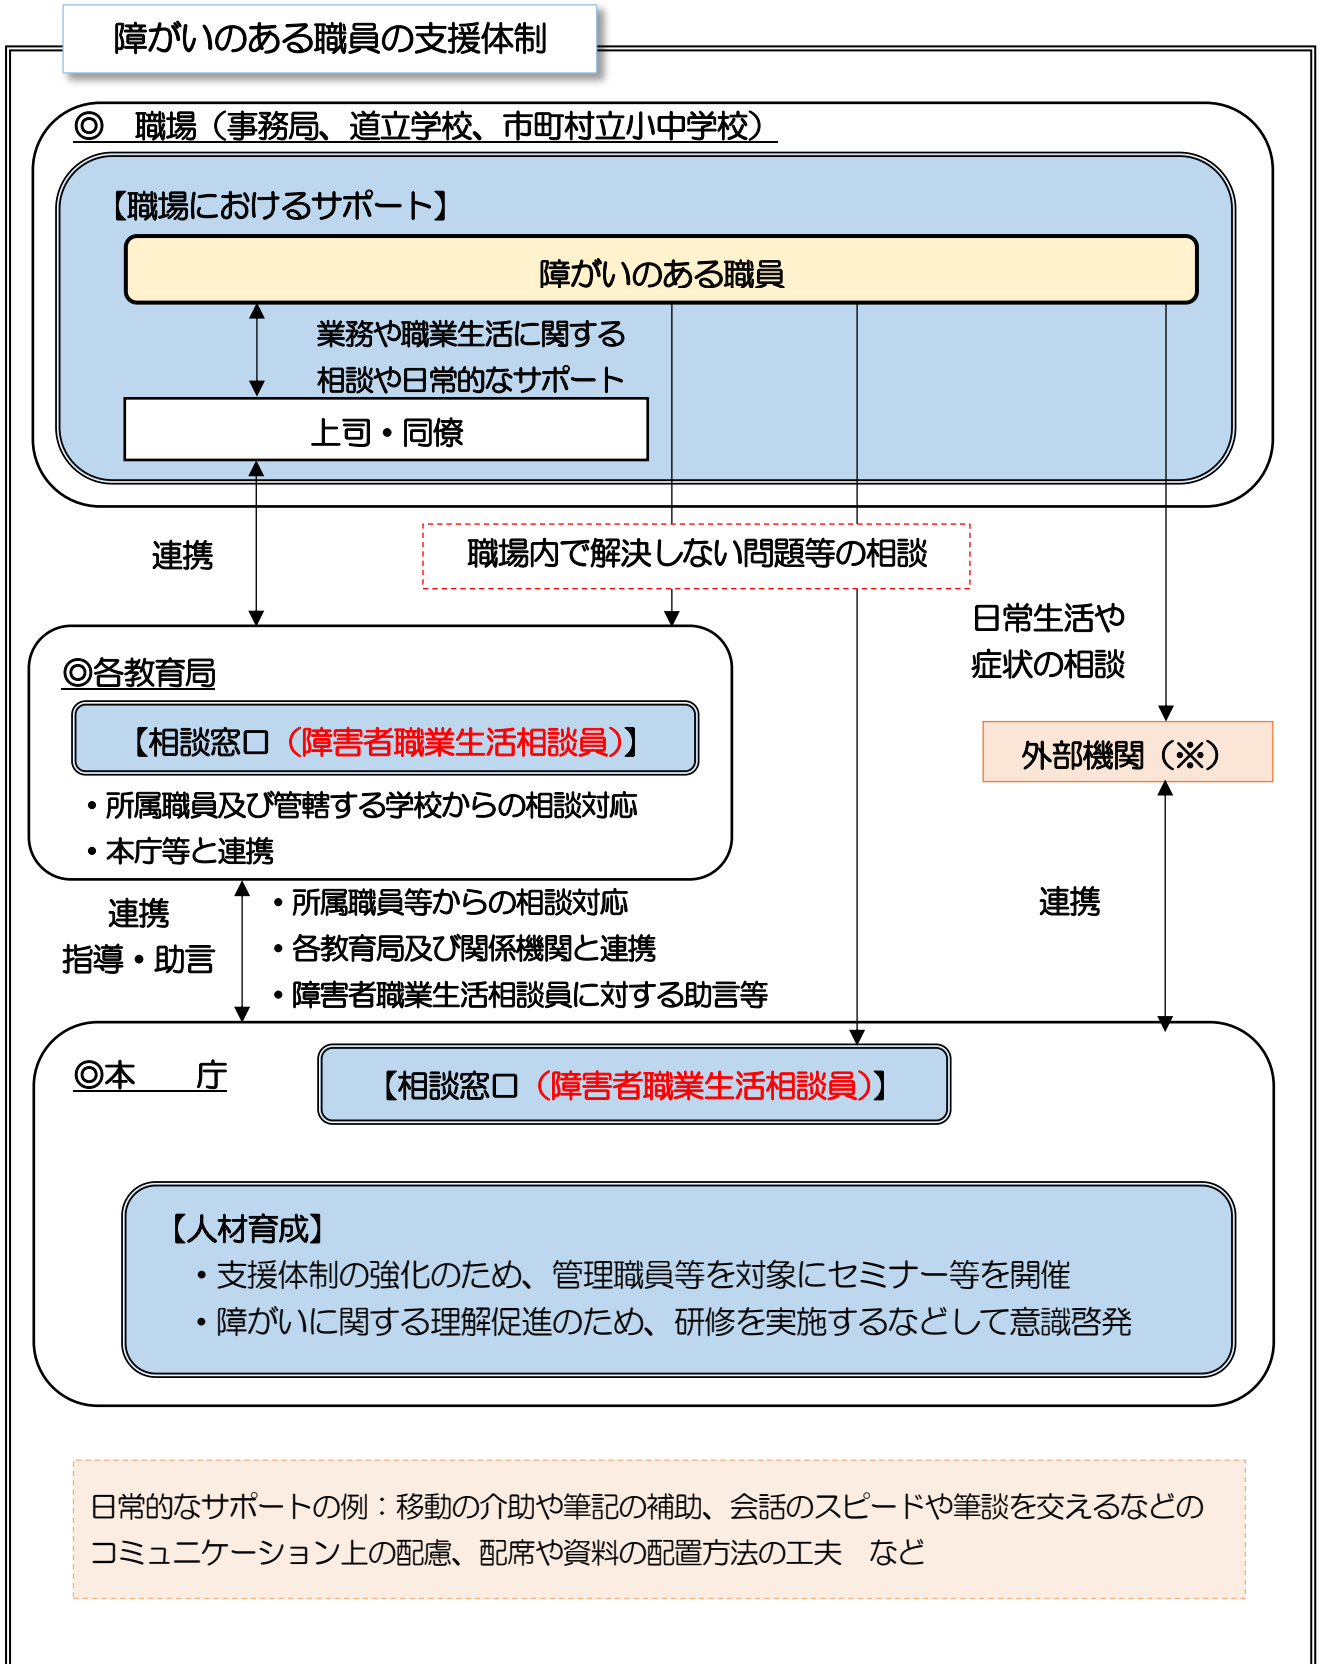 障がいのある職員の支援体制
◎　職場（事務局、道立学校、市町村立小中学校）
【職場におけるサポート】
障がいのある職員
業務や職業生活に関する
相談や日常的なサポート
上司・同僚
連携
職場内で解決しない問題等の相談
日常生活や
症状の相談
◎各教育局
【相談窓口（障害者職業生活相談員）】
・所属職員及び管轄する学校からの相談対応
・本庁等と連携
外部機関（※）
連携
指導・助言
・所属職員等からの相談対応
・各教育局及び関係機関と連携
・障害者職業生活相談員に対する助言等
連携
◎本　　庁
【相談窓口（障害者職業生活相談員）】
【人材育成】
・支援体制の強化のため、管理職員等を対象にセミナー等を開催
・障がいに関する理解促進のため、研修を実施するなどして意識啓発
日常的なサポートの例：移動の介助や筆記の補助、会話のスピードや筆談を交えるなどの
コミュニケーション上の配慮、配席や資料の配置方法の工夫　など